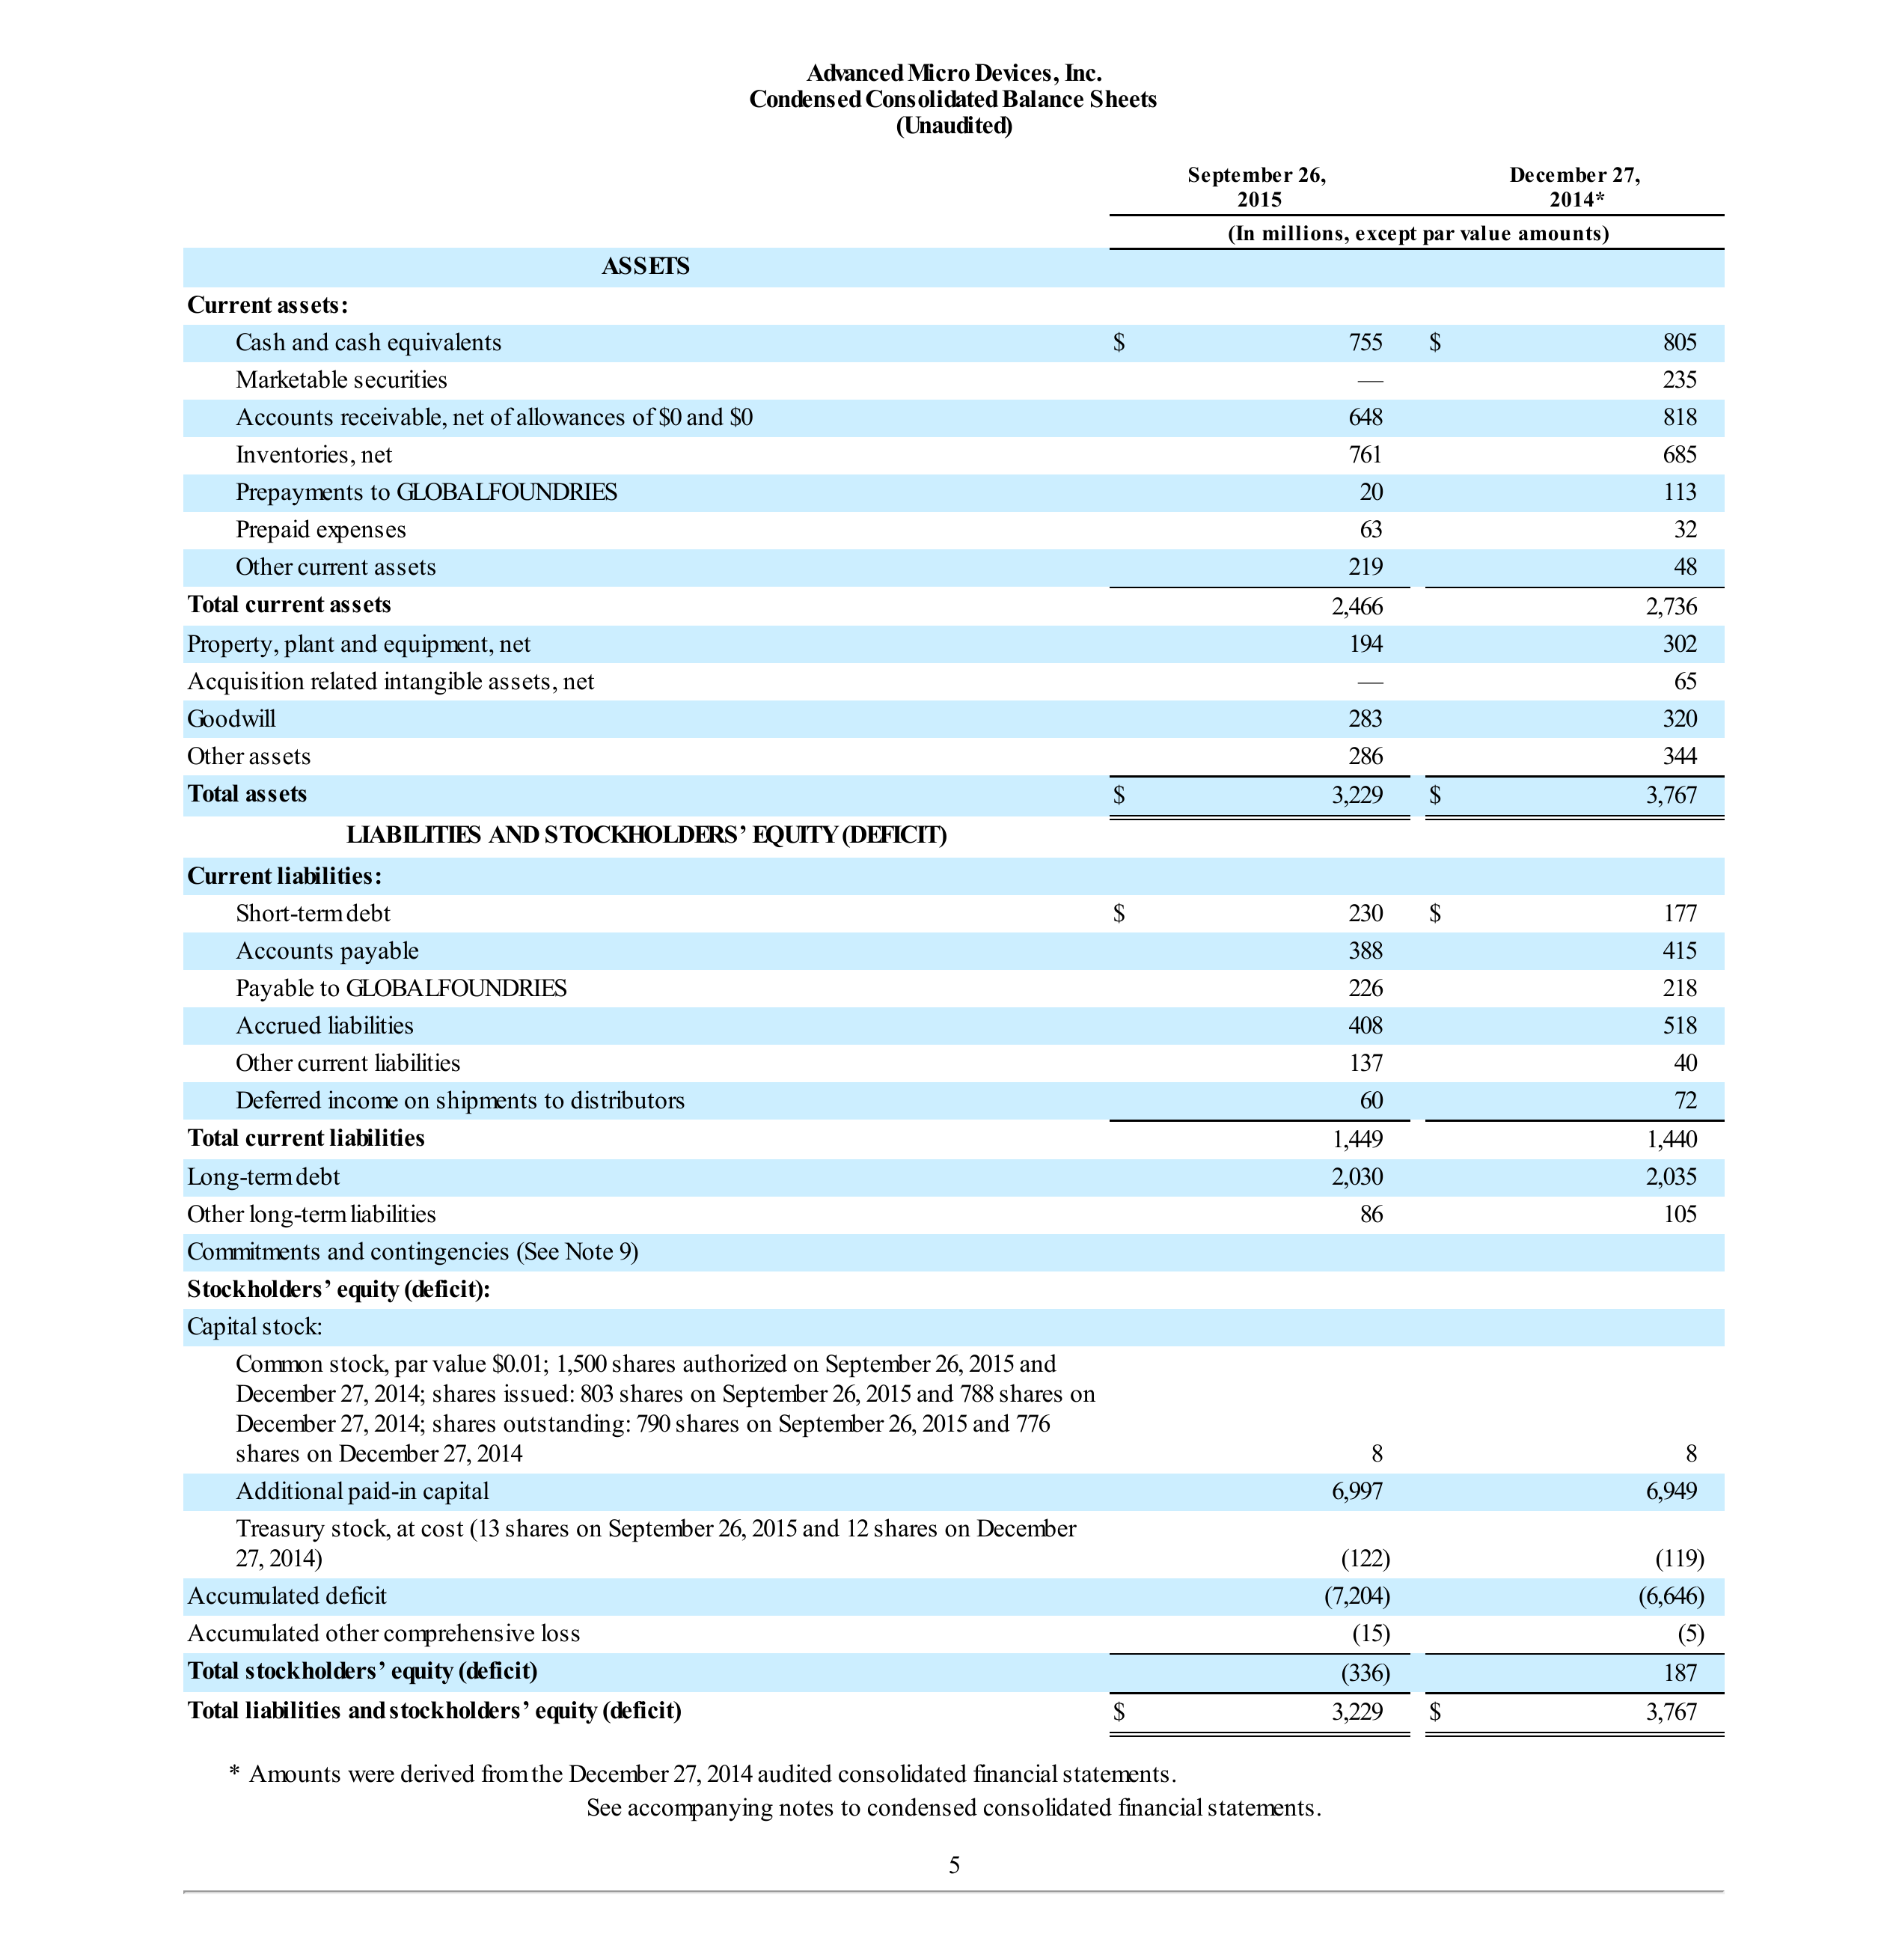 Advanced Micro Devices, Inc.
Condensed Consolidated Balance Sheets
(Unaudited)
September 26, 2015 December 27, 2014*
(In millions, except par value amounts)
ASSETS
Current assets:
Cash and cash equivalents $ 755 $ 805
Marketable securities — 235
Accounts receivable, net of allowances of $0 and $0 648 818
Inventories, net 761 685
Prepayments to GLOBALFOUNDRIES 20 113
Prepaid expenses 63 32
Other current assets 219 48
Total current assets 2,466 2,736
Property, plant and equipment, net 194 302
Acquisition related intangible assets, net — 65
Goodwill 283 320
Other assets 286 344
Total assets $ 3,229 $ 3,767
LIABILITIES AND STOCKHOLDERS’ EQUITY (DEFICIT)
Current liabilities:
Short-term debt $ 230 $ 177
Accounts payable 388 415
Payable to GLOBALFOUNDRIES 226 218
Accrued liabilities 408 518
Other current liabilities 137 40
Deferred income on shipments to distributors 60 72
Total current liabilities 1,449 1,440
Long-term debt 2,030 2,035
Other long-term liabilities 86 105
Commitments and contingencies (See Note 9)
Stockholders’ equity (deficit):
Capital stock:
Common stock, par value $0.01; 1,500 shares authorized on September 26, 2015 and
December 27, 2014; shares issued: 803 shares on September 26, 2015 and 788 shares on
December 27, 2014; shares outstanding: 790 shares on September 26, 2015 and 776
shares on December 27, 2014 8 8
Additional paid-in capital 6,997 6,949
Treasury stock, at cost (13 shares on September 26, 2015 and 12 shares on December
27, 2014) (122) (119)
Accumulated deficit (7,204) (6,646)
Accumulated other comprehensive loss (15) (5)
Total stockholders’ equity (deficit) (336) 187
Total liabilities and stockholders’ equity (deficit) $ 3,229 $ 3,767
* Amounts were derived from the December 27, 2014 audited consolidated financial statements.
See accompanying notes to condensed consolidated financial statements.
5